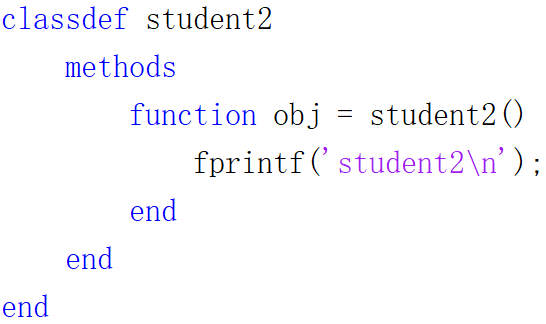 classdef student2
    methods
        function obj = student2()
            fprintf('student2\n');
        end
    end
end